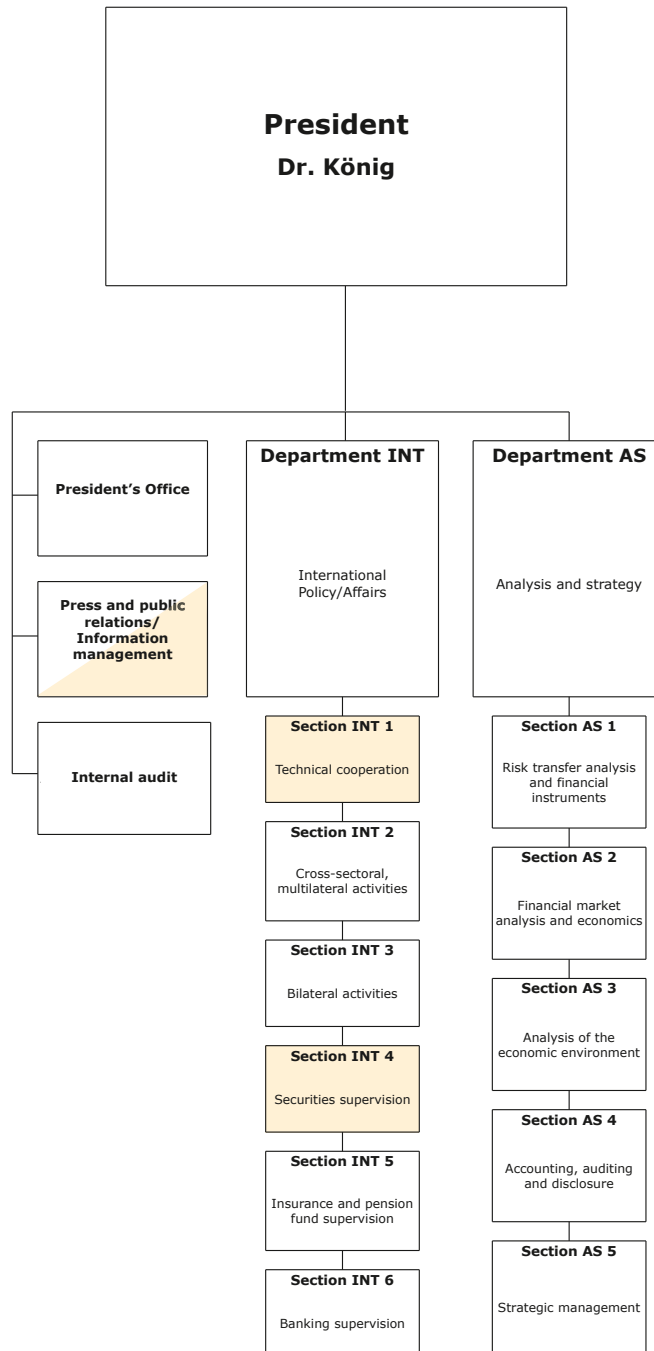 President
Dr. König
President’s Office
Press and public
relations/
Information
management
Internal audit
Department INT
International
Policy/Affairs
Section INT 1
Technical cooperation
Section INT 2
Cross-sectoral,
multilateral activities
Section INT 3
Bilateral activities
Section INT 4
Securities supervision
Section INT 5
Insurance and pension
fund supervision
Section INT 6
Banking supervision
Department AS
Analysis and strategy
Section AS 1
Risk transfer analysis
and financial
instruments
Section AS 2
Financial market
analysis and economics
Section AS 3
Analysis of the
economic environment
Section AS 4
Accounting, auditing
and disclosure
Section AS 5
Strategic management